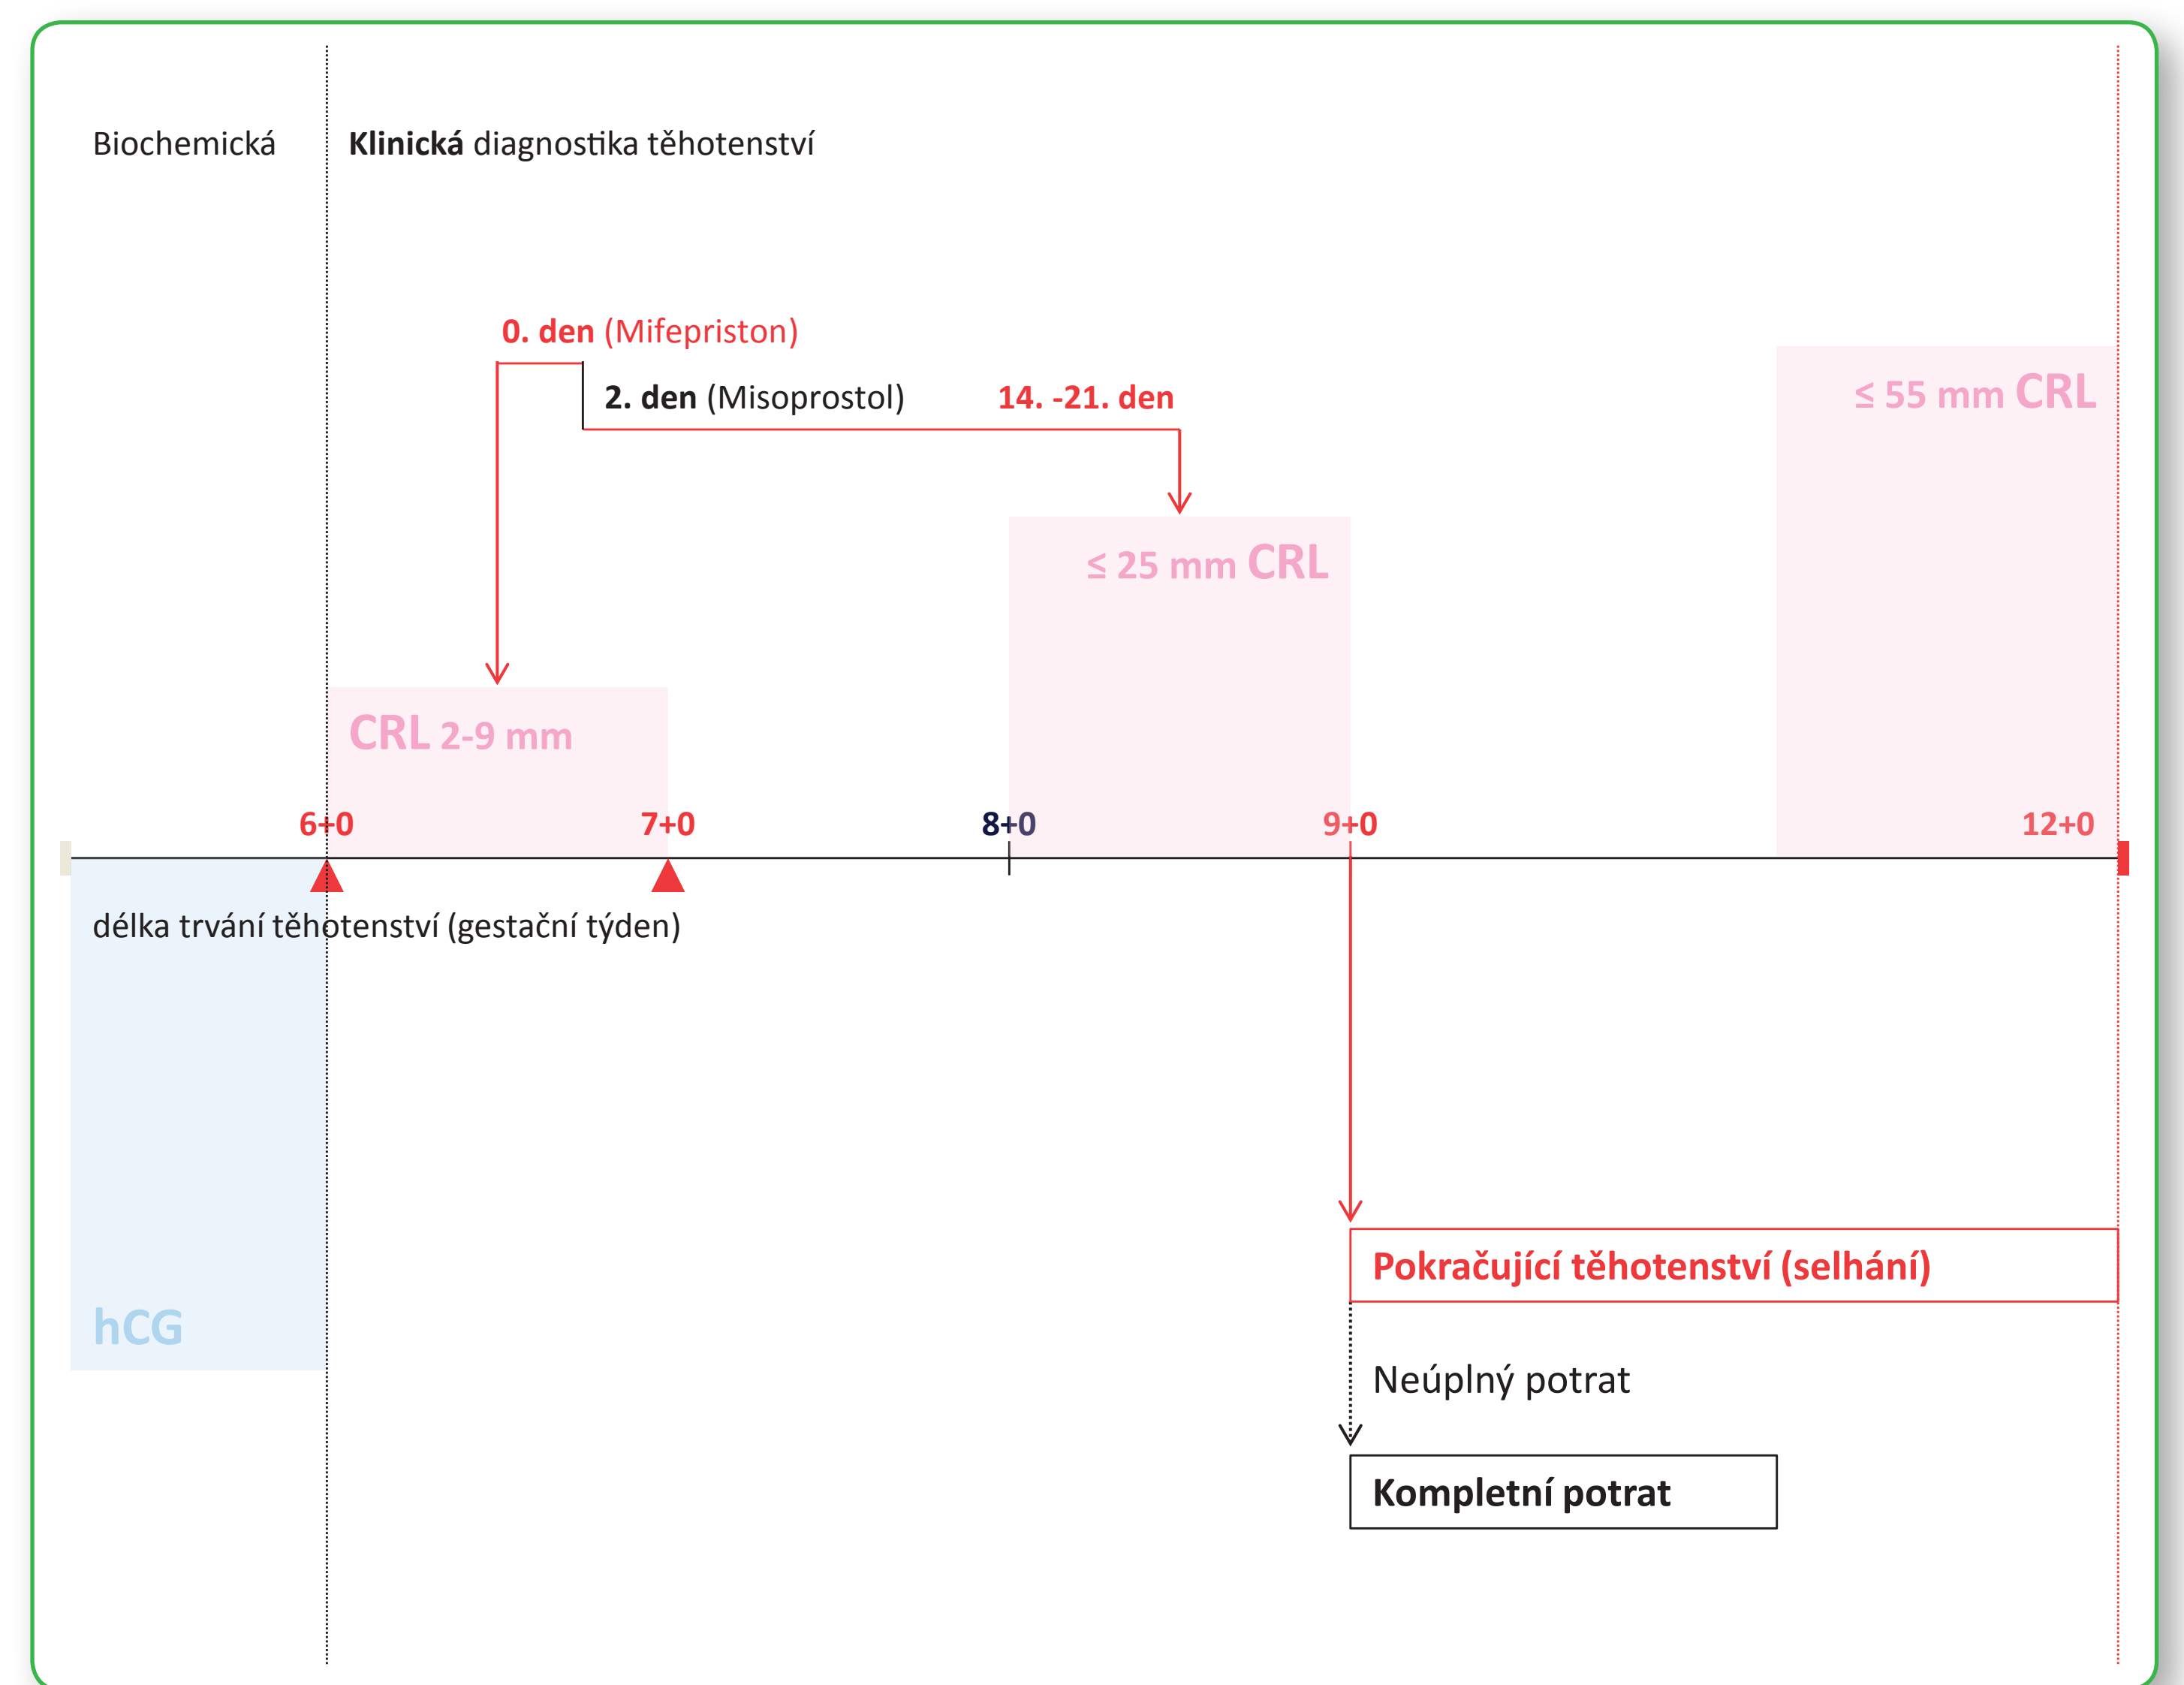 Biochemická
Klinická diagnostika těhotenství
0. den (Mifepriston)
2. den (Misoprostol)
14. -21. den
≤ 55 mm CRL
≤ 25 mm CRL
CRL 2-9 mm
6+0
7+0
8+0
9+0
12+0
délka trvání těhotenství (gestační týden)
Pokračující těhotenství (selhání)
hCG
Neúplný potrat
Kompletní potrat